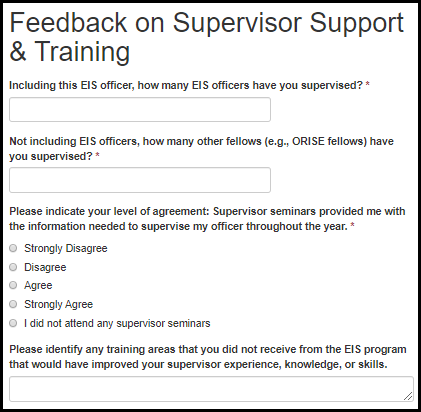 Feedback on Supervisor Support
& Training
Including this EIS officer, how many EIS officers have you supervised? *
Not including EIS officers, how many other fellows (e.g., ORISE fellows) have
you supervised? *
Please indicate your level of agreement: Supervisor seminars provided me with
the information needed to supervise my officer throughout the year. *
Strongly Disagree
Disagree
Agree
Strongly Agree
I did not attend any supervisor seminars
Please identify any training areas that you did not receive from the EIS program
that would have improved your supervisor experience, knowledge, or skills.